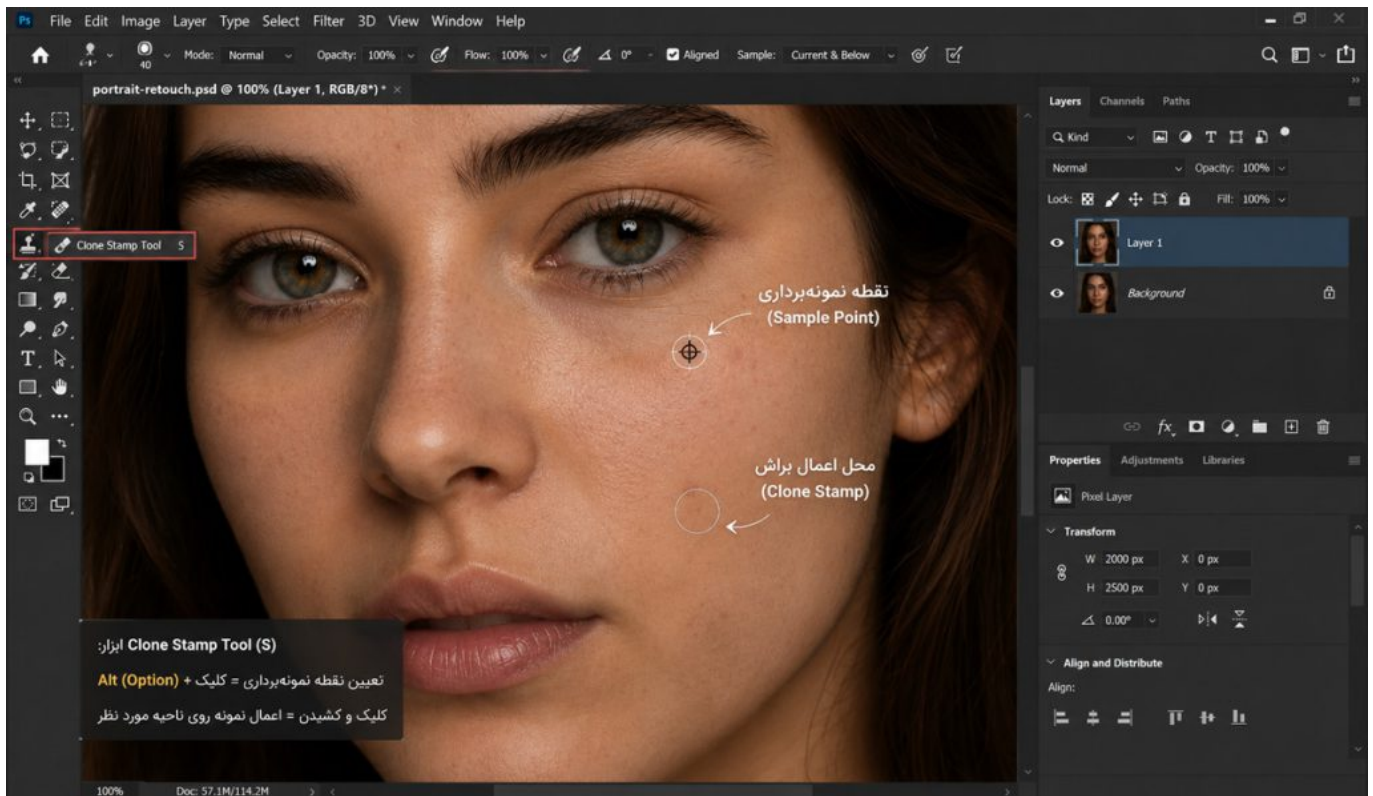 Ps File Edit Image Layer Type Select Filter 3D View Window Help
40 Mode: Normal Opacity: 100% Flow: 100% 0° Aligned Sample: Current & Below
portrait-retouch.psd @ 100% (Layer 1, RGB/8*) * ×
Clone Stamp Tool S
نقطه نمونه‌برداری
(Sample Point)
محل اعمال براش
(Clone Stamp)
ابزار: Clone Stamp Tool (S)
تعیین نقطه نمونه‌برداری = کلیک + Alt (Option)
کلیک و کشیدن = اعمال نمونه روی ناحیه مورد نظر
100% Doc: 57.1M/114.2M
Layers Channels Paths
Kind
Normal Opacity: 100%
Lock: Fill: 100%
Layer 1
Background
fx
Properties Adjustments Libraries
Pixel Layer
Transform
W 2000 px X 0 px
H 2500 px Y 0 px
0.00°
Align and Distribute
Align: